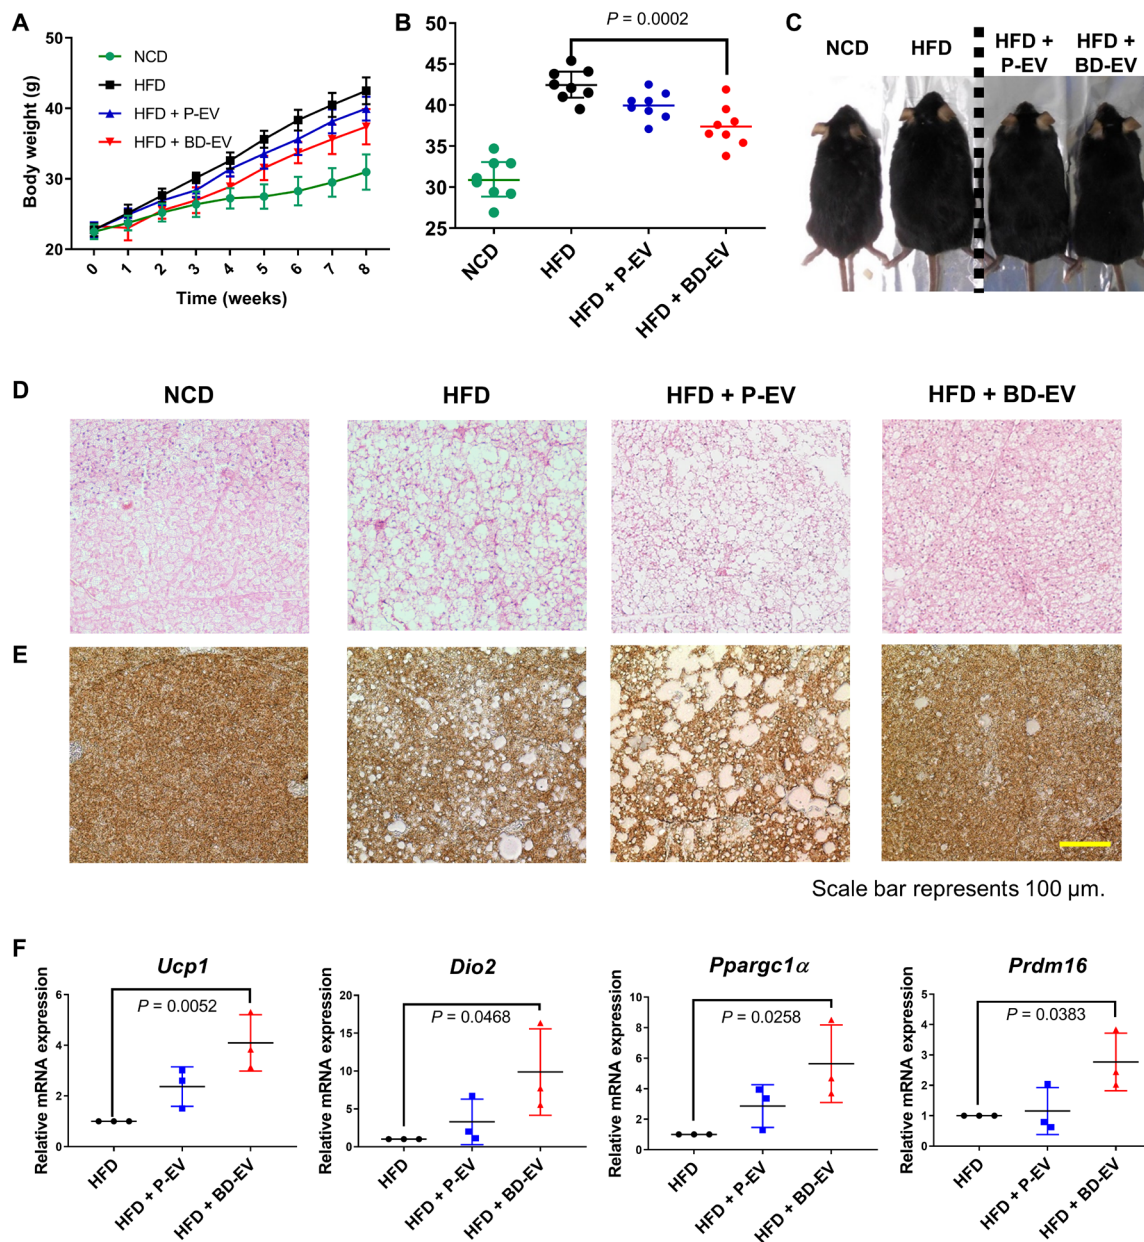 A
Body weight (g)
50
40
30
20
NCD
HFD
HFD + P-EV
HFD + BD-EV
0 1 2 3 4 5 6 7 8
Time (weeks)
B
50
45
40
35
30
25
P = 0.0002
NCD
HFD
HFD + P-EV
HFD + BD-EV
C
NCD
HFD
HFD +
P-EV
HFD +
BD-EV
D
NCD
HFD
HFD + P-EV
HFD + BD-EV
E
Scale bar represents 100 μm.
F
Ucp1
Relative mRNA expression
6
4
2
0
P = 0.0052
HFD
HFD + P-EV
HFD + BD-EV
Dio2
Relative mRNA expression
20
15
10
5
0
P = 0.0468
HFD
HFD + P-EV
HFD + BD-EV
Ppargc1α
Relative mRNA expression
10
8
6
4
2
0
P = 0.0258
HFD
HFD + P-EV
HFD + BD-EV
Prdm16
Relative mRNA expression
5
4
3
2
1
0
P = 0.0383
HFD
HFD + P-EV
HFD + BD-EV